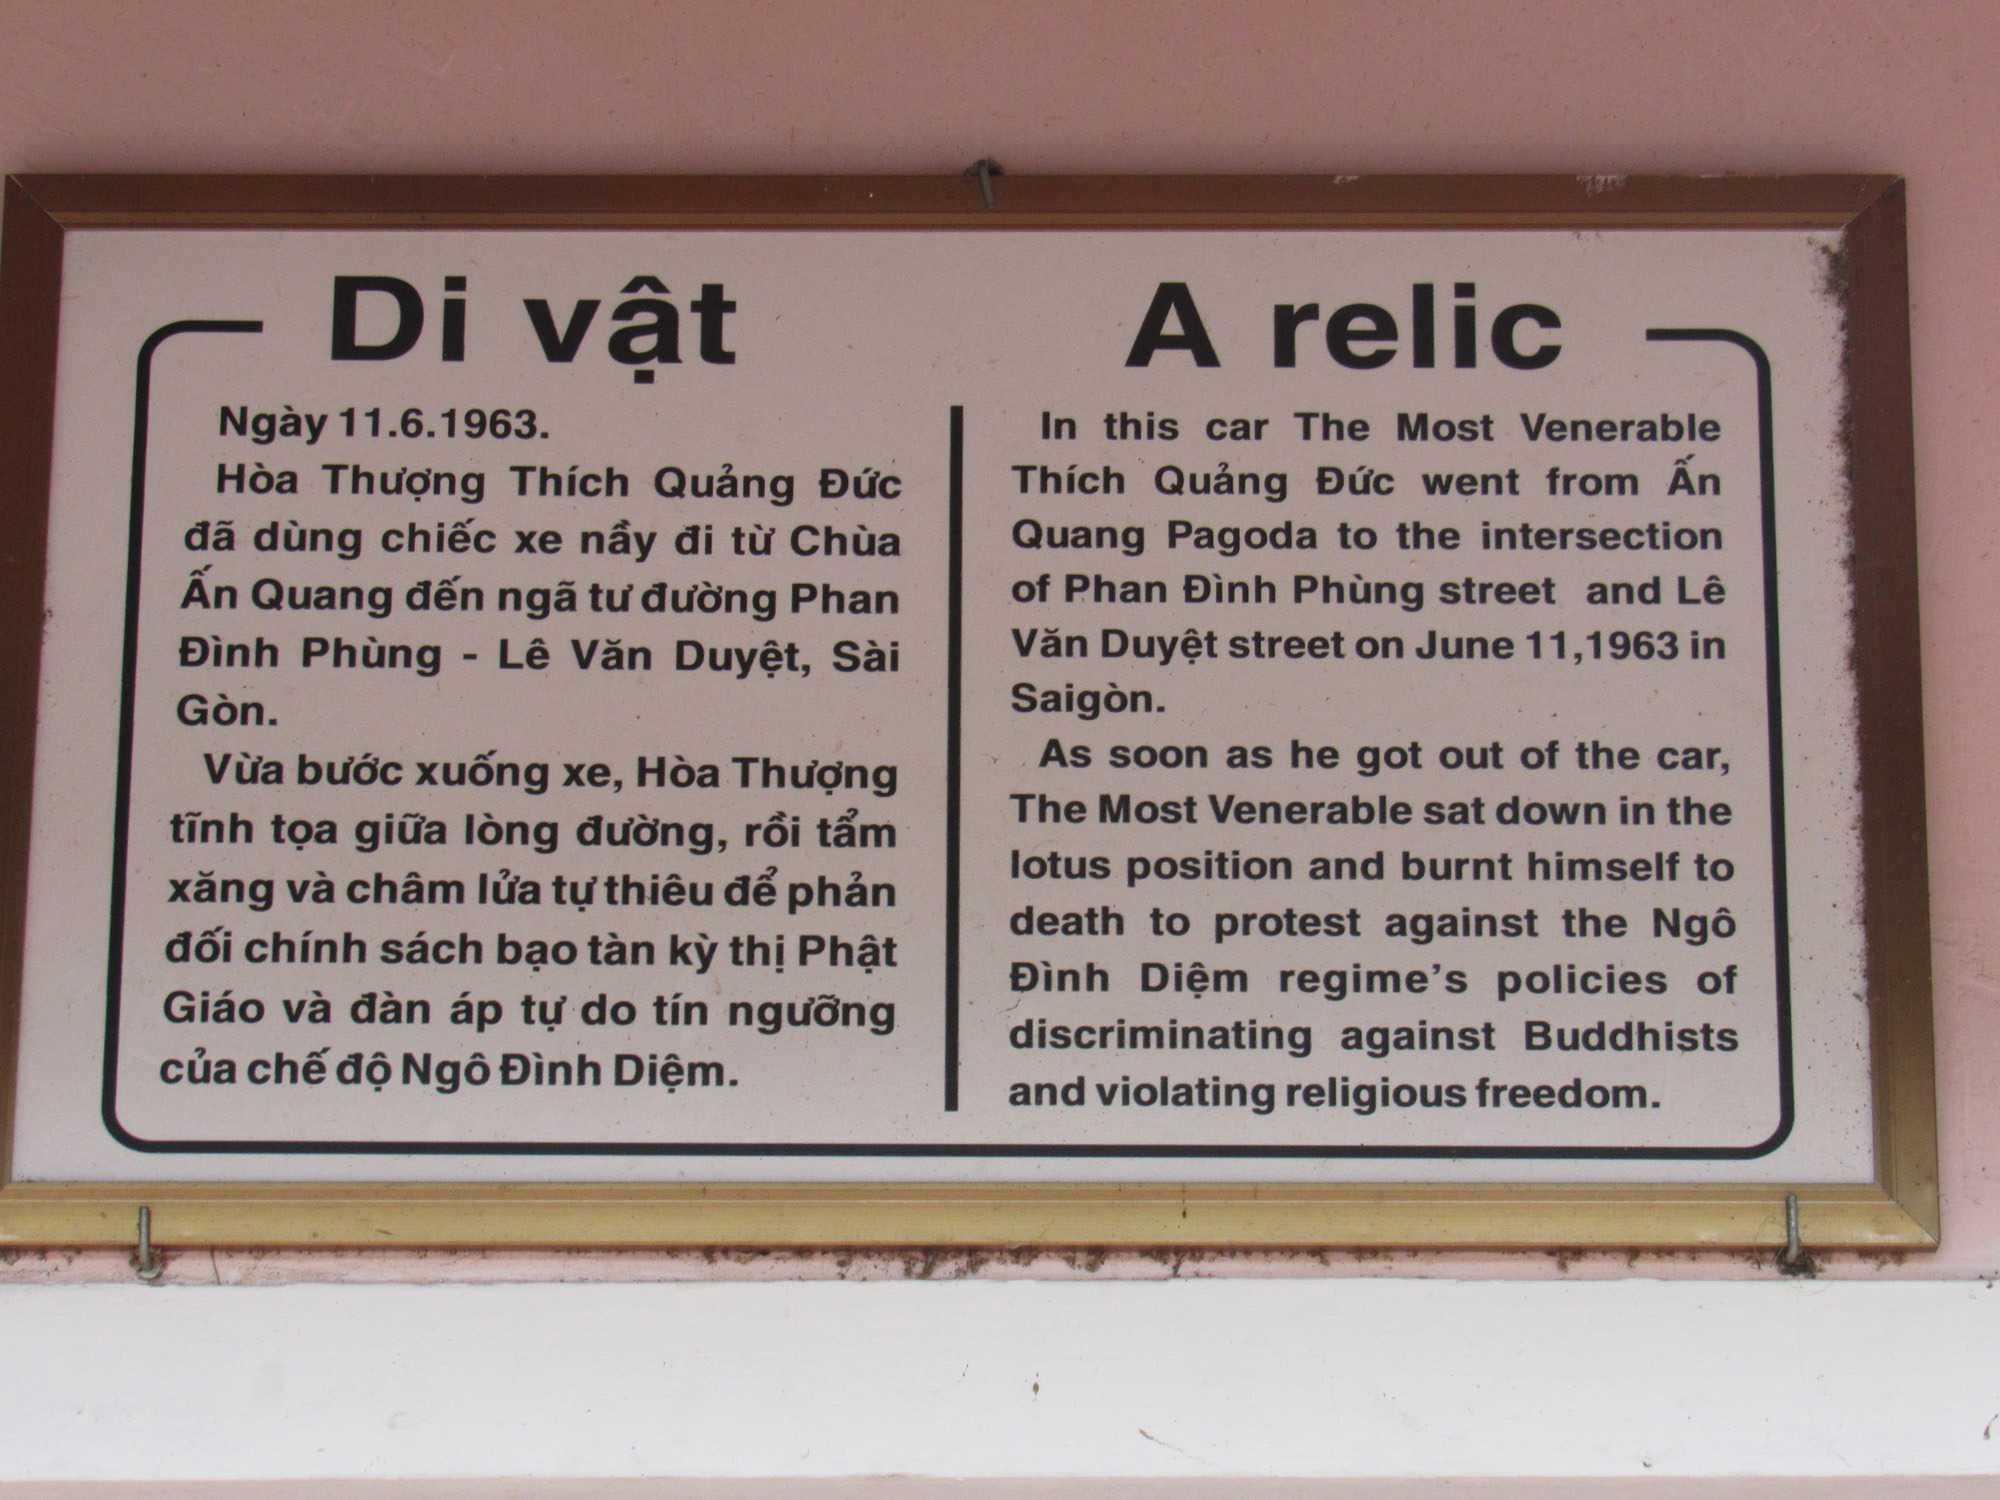 Di vật
Ngày 11.6.1963.
Hòa Thượng Thích Quảng Đức
đã dùng chiếc xe nầy đi từ Chùa
Ấn Quang đến ngã tư đường Phan
Đình Phùng - Lê Văn Duyệt, Sài
Gòn.
Vừa bước xuống xe, Hòa Thượng
tĩnh tọa giữa lòng đường, rồi tẩm
xăng và châm lửa tự thiêu để phản
đối chính sách bạo tàn kỳ thị Phật
Giáo và đàn áp tự do tín ngưỡng
của chế độ Ngô Đình Diệm.
A relic
In this car The Most Venerable
Thích Quảng Đức went from Ấn
Quang Pagoda to the intersection
of Phan Đình Phùng street and Lê
Văn Duyệt street on June 11,1963 in
Saigòn.
As soon as he got out of the car,
The Most Venerable sat down in the
lotus position and burnt himself to
death to protest against the Ngô
Đình Diệm regime's policies of
discriminating against Buddhists
and violating religious freedom.